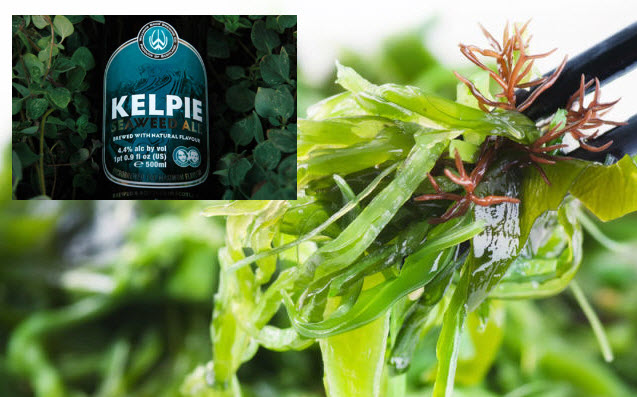 KELPIE
SEAWEED ALE
BREWED WITH NATURAL FLAVOUR
4.4% alc by vol
1pt 0.9 fl oz (US)
℮ 500ml